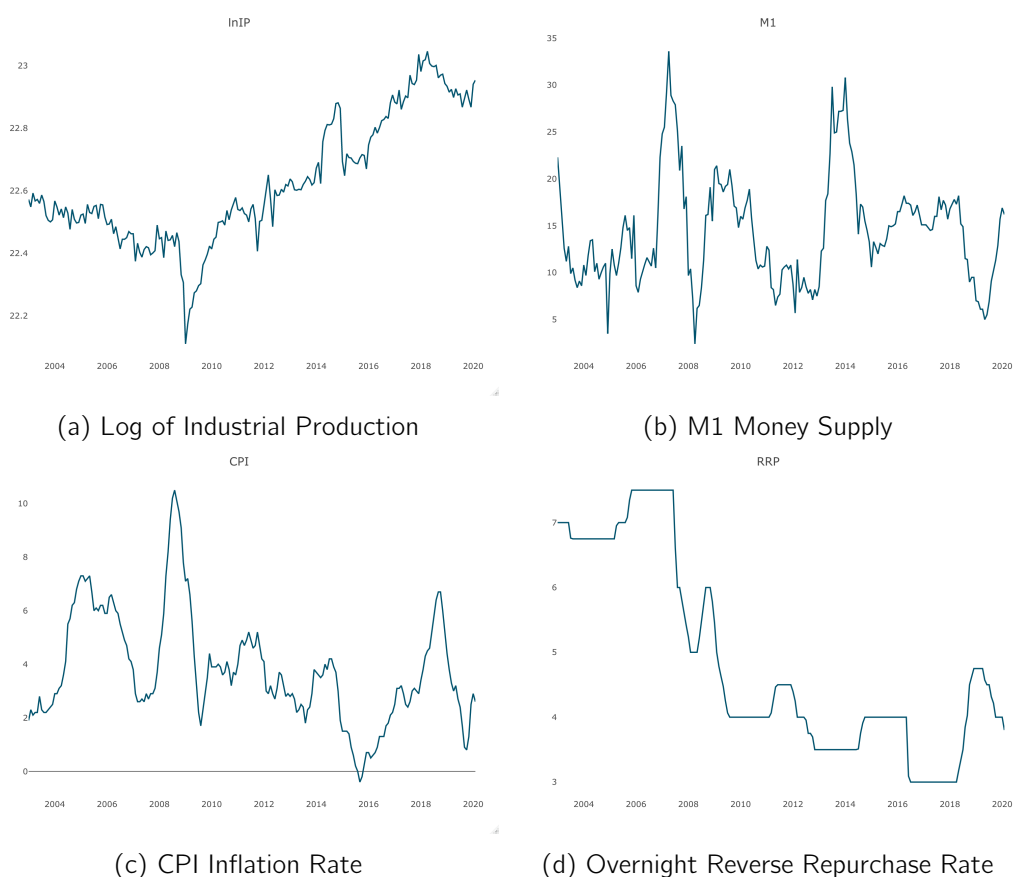 lnIP
23
22.8
22.6
22.4
22.2
2004 2006 2008 2010 2012 2014 2016 2018 2020
(a) Log of Industrial Production
M1
35
30
25
20
15
10
5
2004 2006 2008 2010 2012 2014 2016 2018 2020
(b) M1 Money Supply
CPI
10
8
6
4
2
0
2004 2006 2008 2010 2012 2014 2016 2018 2020
(c) CPI Inflation Rate
RRP
7
6
5
4
3
2004 2006 2008 2010 2012 2014 2016 2018 2020
(d) Overnight Reverse Repurchase Rate